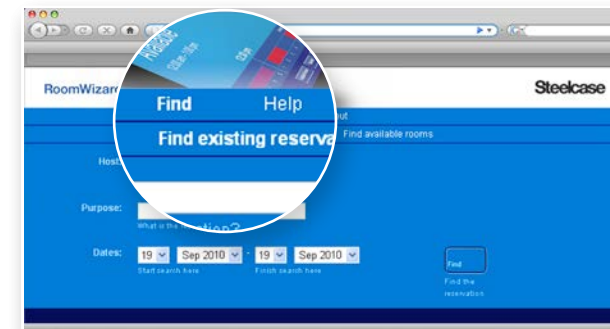 RoomWizard
Steelcase
Available
Find Help
Find existing reserva
Find available rooms
Host
Purpose:
What is the
Dates: 19 Sep 2010 - 19 Sep 2010
Start search here Finish search here
Find
Find the
reservation